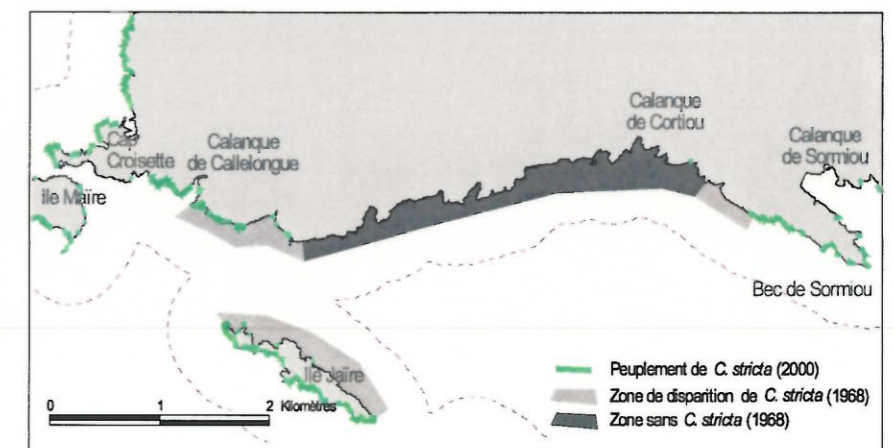 Calanque
de Cortiou
Calanque
de Sormiou
Cap
Croisette
Calanque
de Callelongue
Ile Maïre
Bec de Sormiou
Ile Jaïre
Peuplement de C. stricta (2000)
Zone de disparition de C. stricta (1968)
Zone sans C. stricta (1968)
0 1 2
Kilomètres